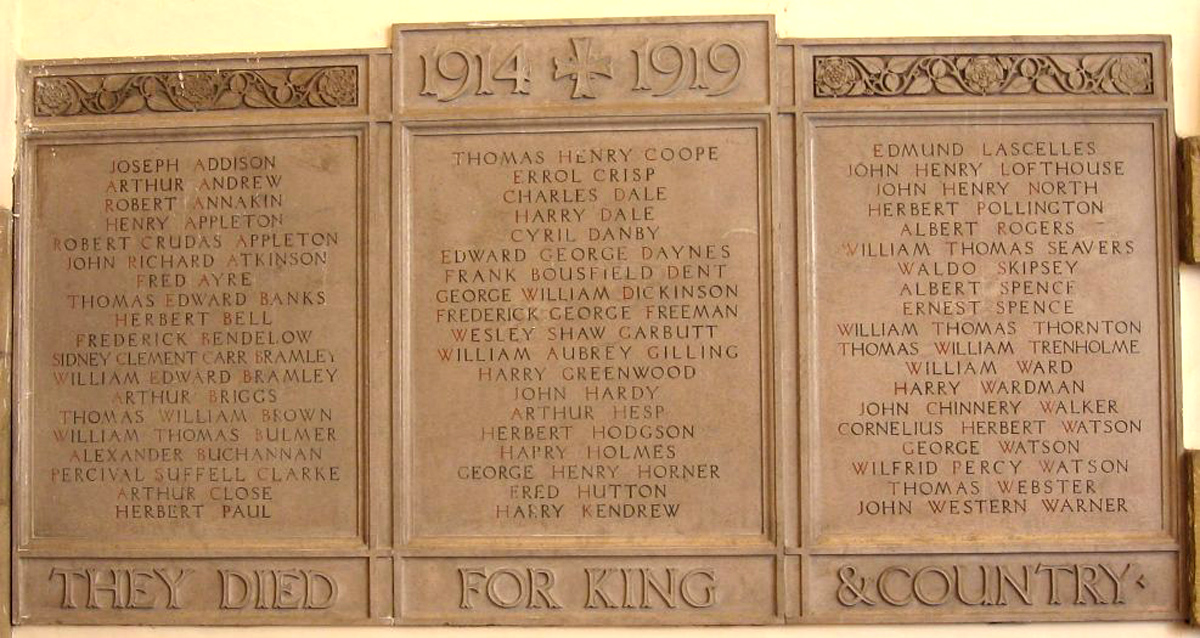 1914 1919
JOSEPH ADDISON
ARTHUR ANDREW
ROBERT ANNAKIN
HENRY APPLETON
ROBERT CRUDAS APPLETON
JOHN RICHARD ATKINSON
FRED AYRE
THOMAS EDWARD BANKS
HERBERT BELL
FREDERICK BENDELOW
SIDNEY CLEMENT CARR BRAMLEY
WILLIAM EDWARD BRAMLEY
ARTHUR BRIGGS
THOMAS WILLIAM BROWN
WILLIAM THOMAS BULMER
ALEXANDER BUCHANNAN
PERCIVAL SUFFELL CLARKE
ARTHUR CLOSE
HERBERT PAUL
THOMAS HENRY COOPE
ERROL CRISP
CHARLES DALE
HARRY DALE
CYRIL DANBY
EDWARD GEORGE DAYNES
FRANK BOUSFIELD DENT
GEORGE WILLIAM DICKINSON
FREDERICK GEORGE FREEMAN
WESLEY SHAW GARBUTT
WILLIAM AUBREY GILLING
HARRY GREENWOOD
JOHN HARDY
ARTHUR HESP
HERBERT HODGSON
HARRY HOLMES
GEORGE HENRY HORNER
FRED HUTTON
HARRY KENDREW
EDMUND LASCELLES
JOHN HENRY LOFTHOUSE
JOHN HENRY NORTH
HERBERT POLLINGTON
ALBERT ROGERS
WILLIAM THOMAS SEAVERS
WALDO SKIPSEY
ALBERT SPENCE
ERNEST SPENCE
WILLIAM THOMAS THORNTON
THOMAS WILLIAM TRENHOLME
WILLIAM WARD
HARRY WARDMAN
JOHN CHINNERY WALKER
CORNELIUS HERBERT WATSON
GEORGE WATSON
WILFRID PERCY WATSON
THOMAS WEBSTER
JOHN WESTERN WARNER
THEY DIED FOR KING & COUNTRY